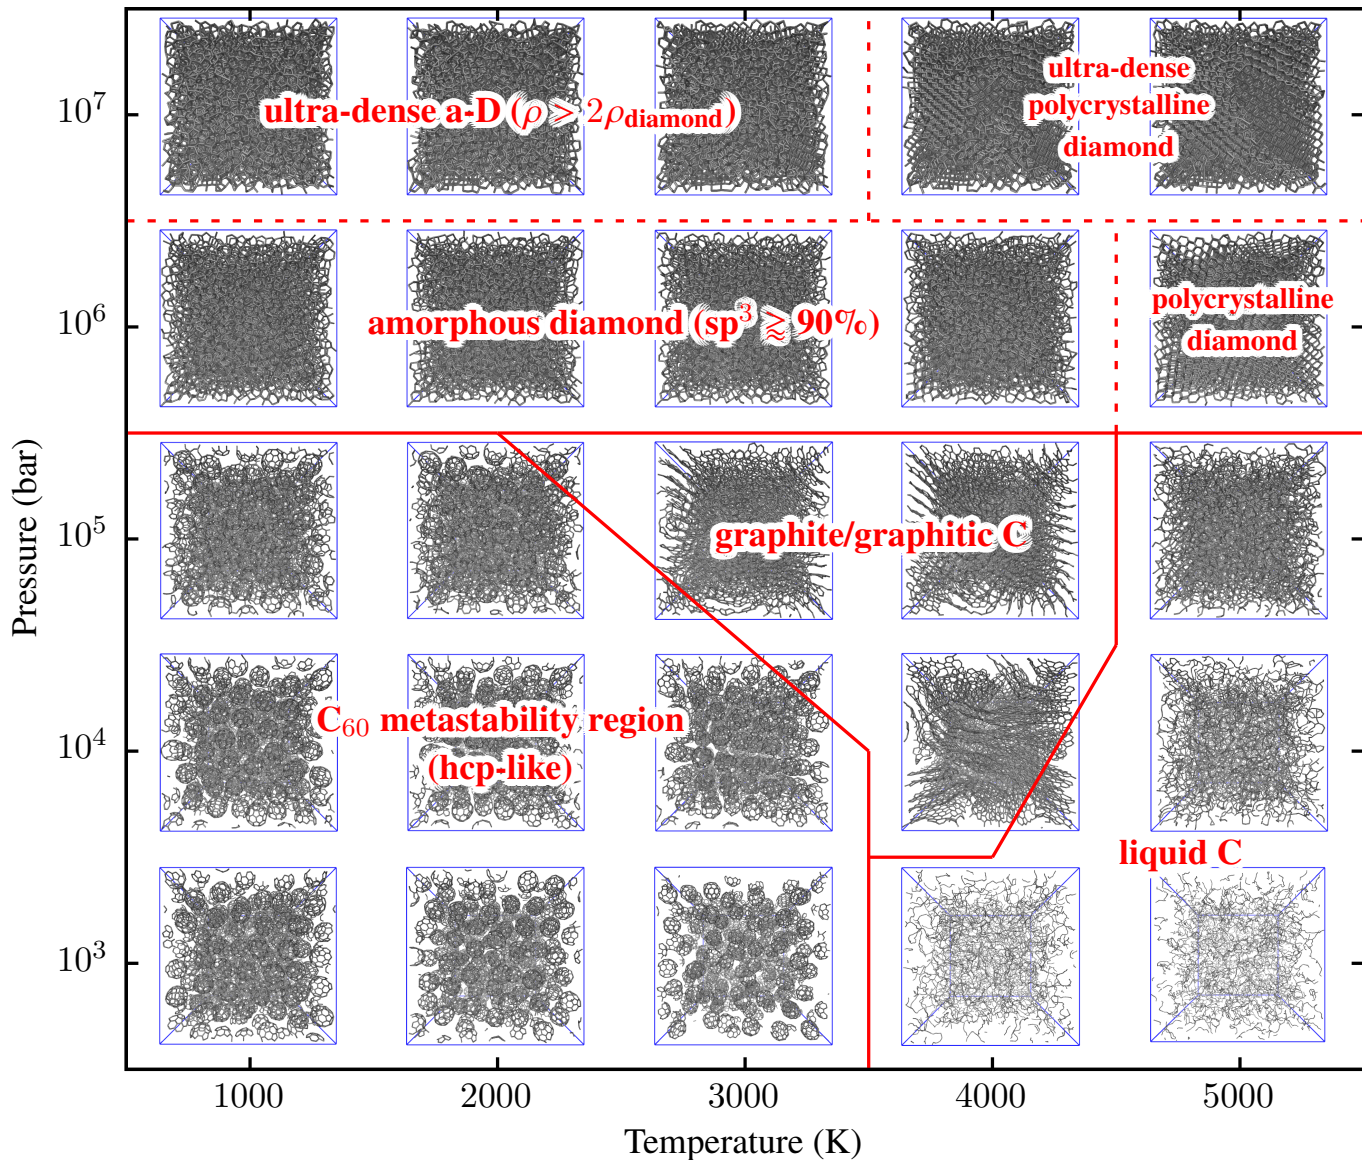 ultra-dense a-D (ρ > 2ρ_diamond)
ultra-dense
polycrystalline
diamond
10⁷
amorphous diamond (sp³ ⪆ 90%)
polycrystalline
diamond
10⁶
graphite/graphitic C
10⁵
C₆₀ metastability region
(hcp-like)
10⁴
liquid C
10³
Pressure (bar)
1000 2000 3000 4000 5000
Temperature (K)